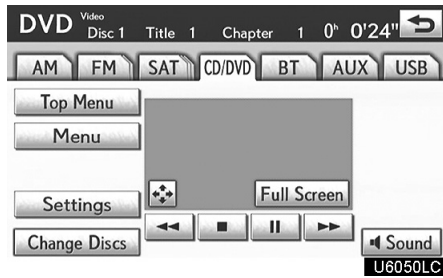 DVD Video Disc 1 Title 1 Chapter 1 0h 0'24"
AM FM SAT CD/DVD BT AUX USB
Top Menu
Menu
Settings
Full Screen
Change Discs
Sound
U6050LC